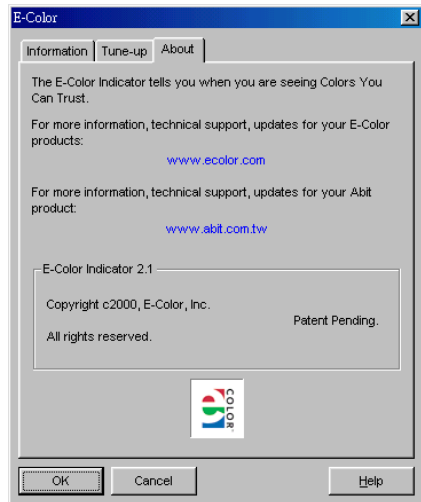 E-Color
Information Tune-up About
The E-Color Indicator tells you when you are seeing Colors You
Can Trust.
For more information, technical support, updates for your E-Color
products:
www.ecolor.com
For more information, technical support, updates for your Abit
product:
www.abit.com.tw
E-Color Indicator 2.1
Copyright c2000, E-Color, Inc.
Patent Pending.
All rights reserved.
COLOR
OK Cancel Help